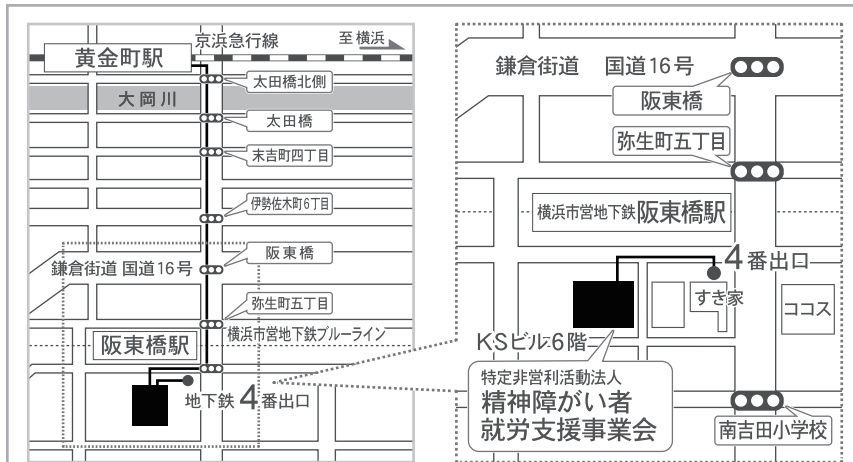 京浜急行線
至 横浜
黄金町駅
太田橋北側
大岡川
太田橋
末吉町四丁目
伊勢佐木町6丁目
阪東橋
鎌倉街道 国道16号
弥生町五丁目
横浜市営地下鉄ブルーライン
阪東橋駅
地下鉄 4番出口
鎌倉街道 国道16号
阪東橋
弥生町五丁目
横浜市営地下鉄 阪東橋駅
4番出口
すき家
ココス
KSビル6階
特定非営利活動法人
精神障がい者
就労支援事業会
南吉田小学校